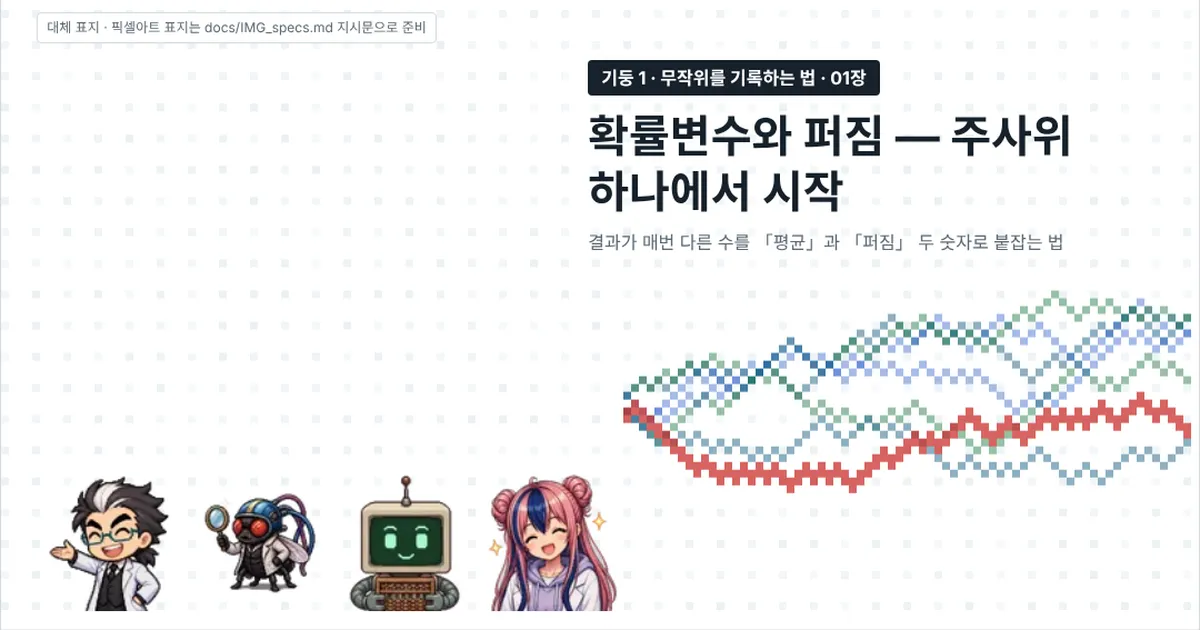 대체 표지 · 픽셀아트 표지는 docs/IMG_specs.md 지시문으로 준비
기둥 1 · 무작위를 기록하는 법 · 01장
확률변수와 퍼짐 — 주사위
하나에서 시작
결과가 매번 다른 수를 「평균」과 「퍼짐」 두 숫자로 붙잡는 법